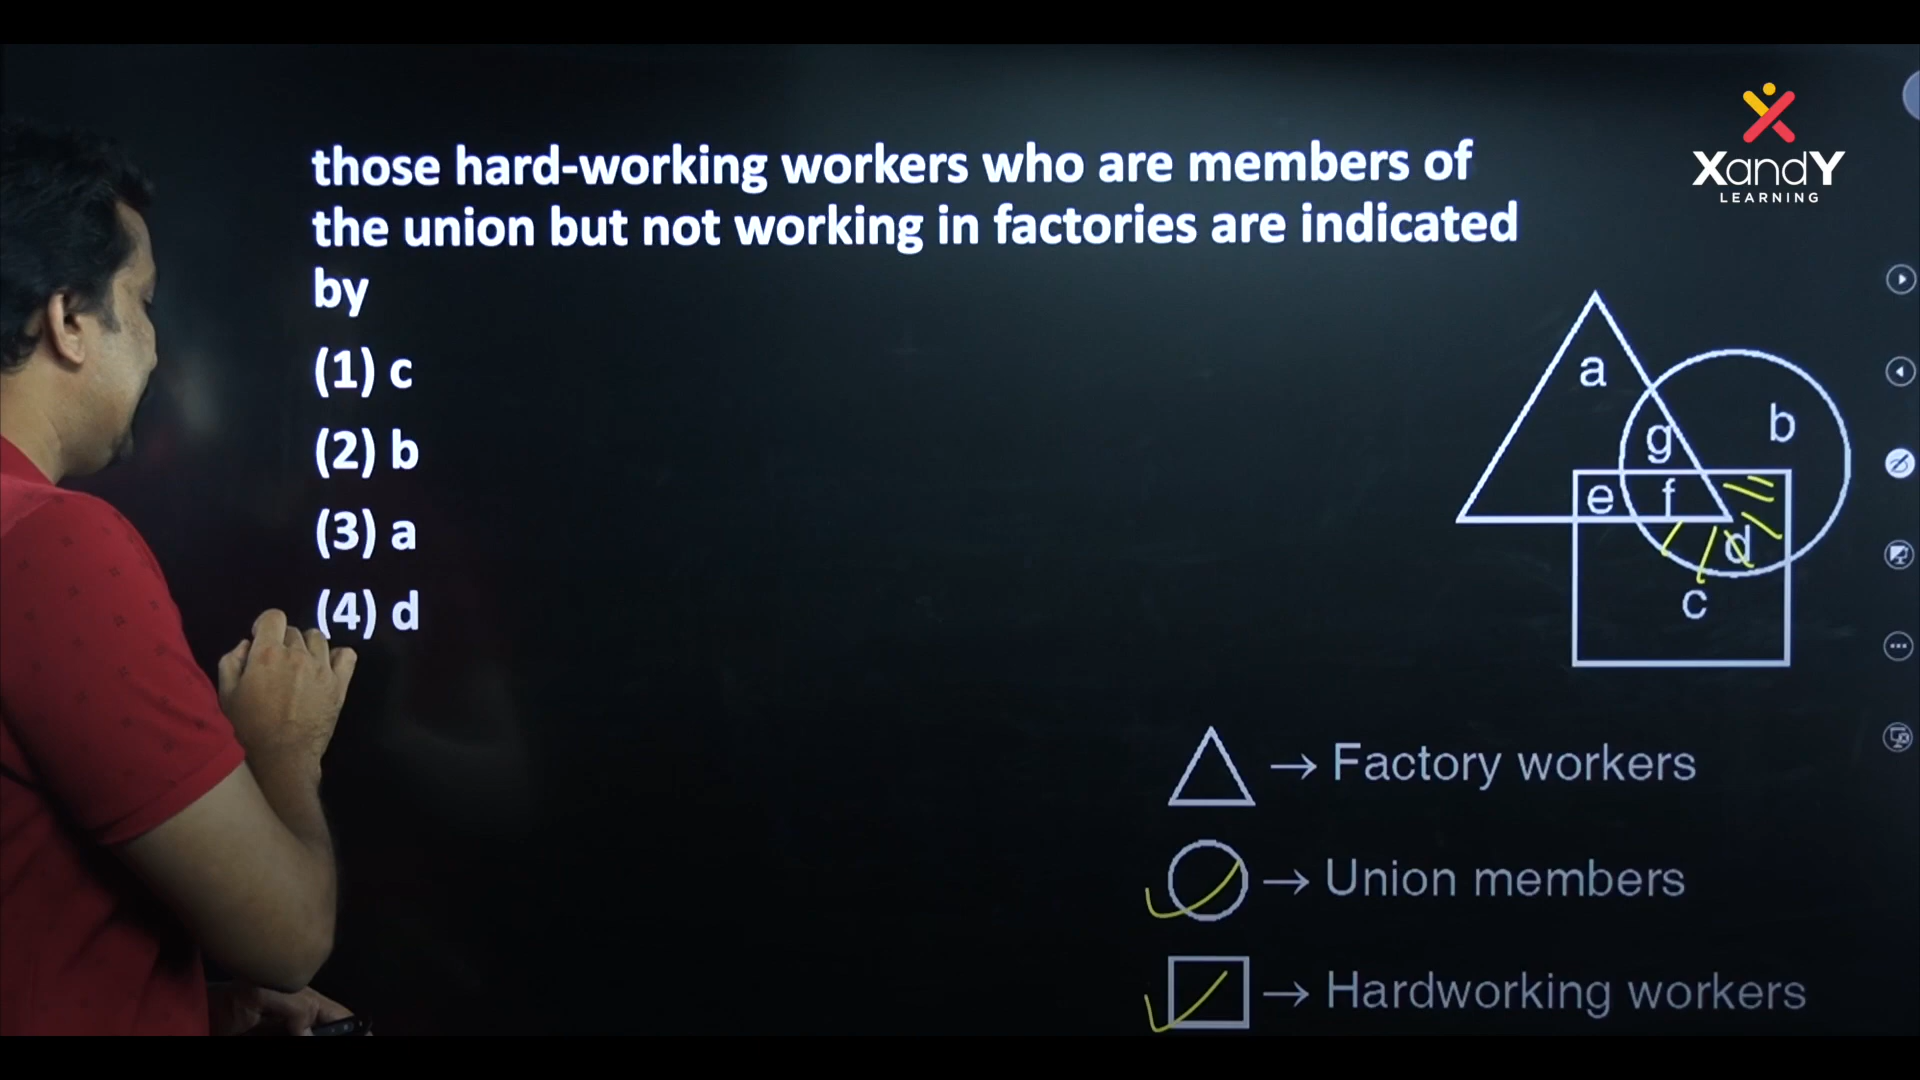 XandY
LEARNING
those hard-working workers who are members of
the union but not working in factories are indicated
by
(1) c
(2) b
(3) a
(4) d
a
b
g
e
f
d
c
→ Factory workers
→ Union members
→ Hardworking workers